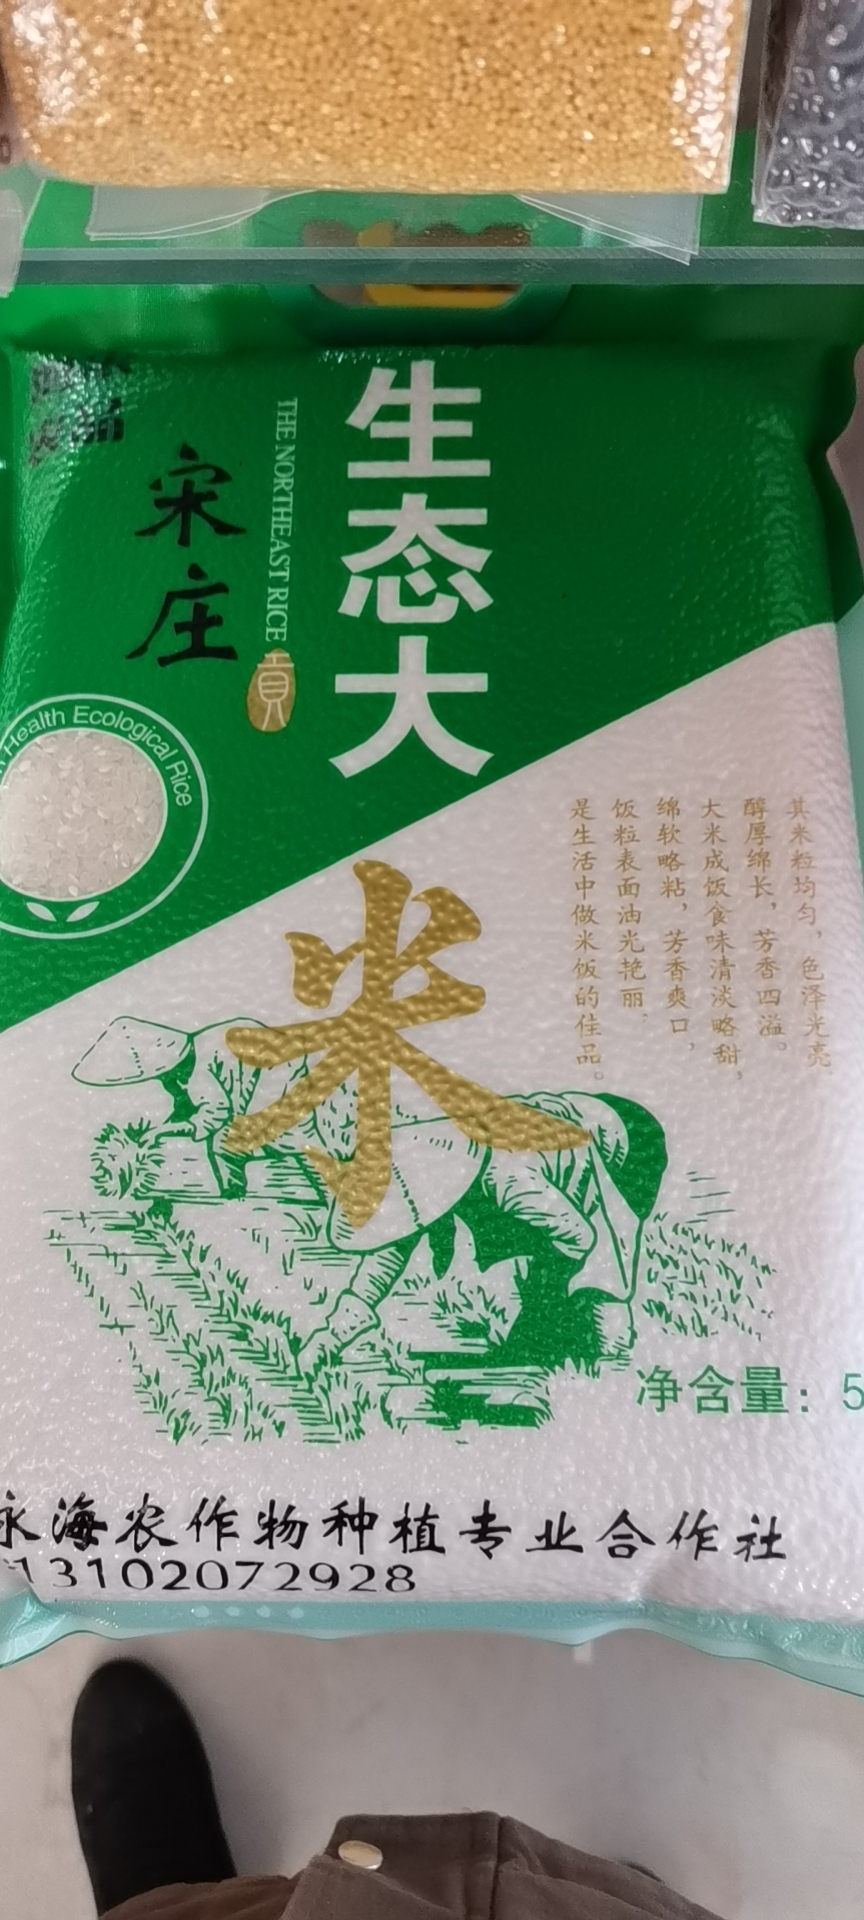 生态大
米
THE NORTHEAST RICE
貢
宋
庄
Health Ecological Rice
其米粒均匀，色泽光亮
醇厚绵长，芳香四溢。
大米成饭食味清淡略甜，
绵软略粘，芳香爽口，
饭粒表面油光艳丽。
是生活中做米饭的佳品。
净含量：5
永海农作物种植专业合作社
13102072928